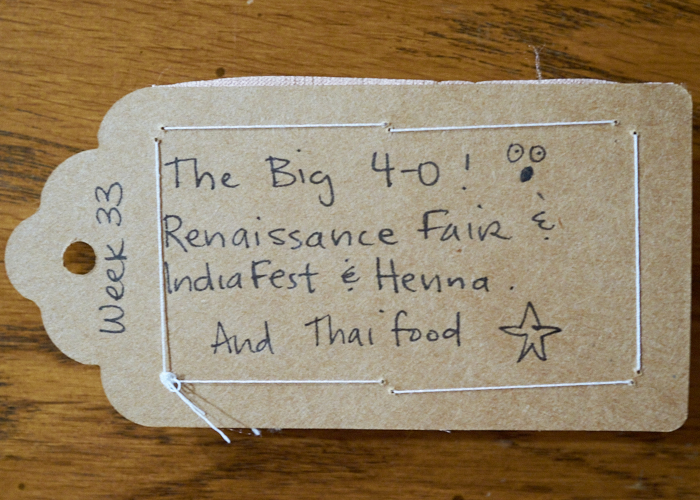 Week 33
The Big 4-0!
Renaissance Fair &
IndiaFest & Henna.
And Thai food